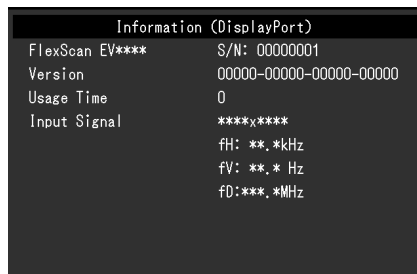 Information (DisplayPort)
FlexScan EV**** S/N: 00000001
Version 00000-00000-00000-00000
Usage Time 0
Input Signal ****x****
fH: **.*kHz
fV: **.* Hz
fD:***.*MHz